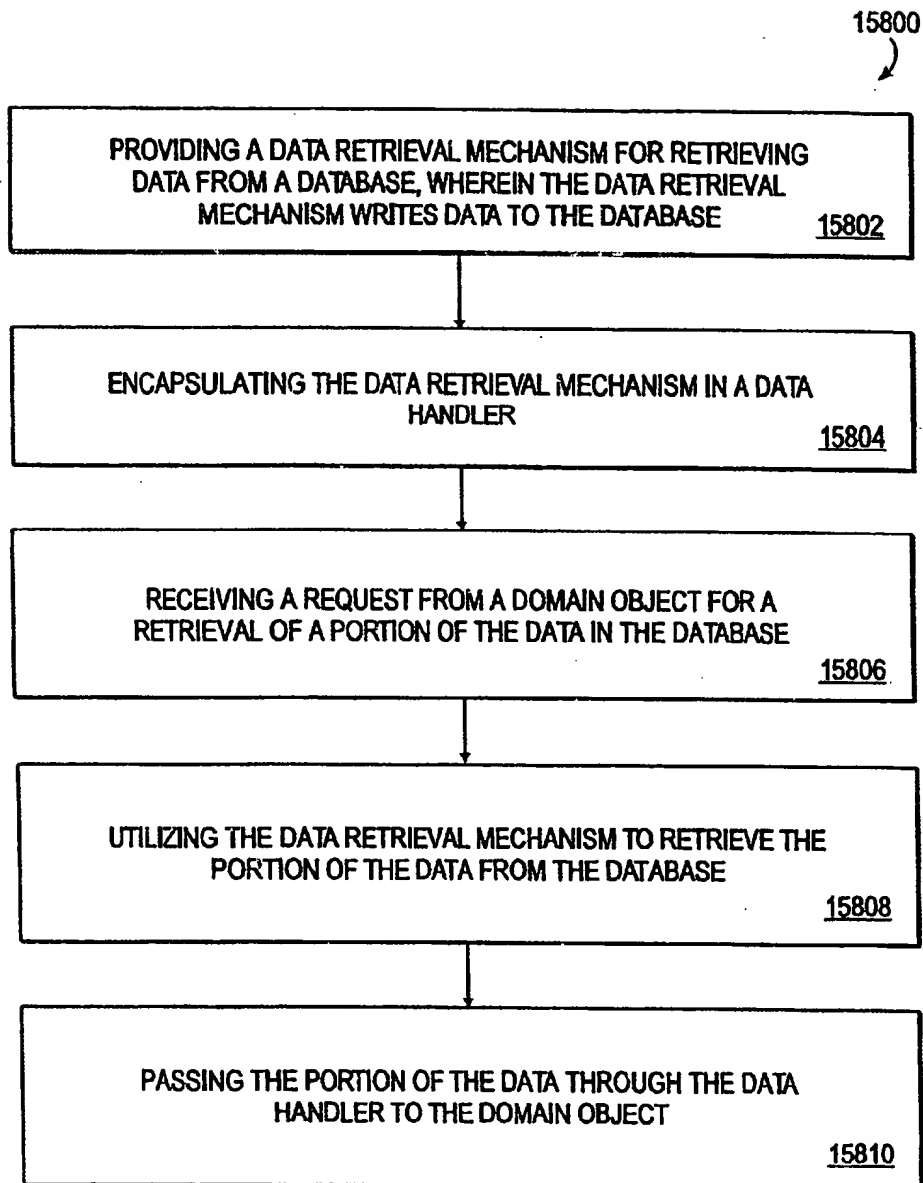 15800
PROVIDING A DATA RETRIEVAL MECHANISM FOR RETRIEVING
DATA FROM A DATABASE, WHEREIN THE DATA RETRIEVAL
MECHANISM WRITES DATA TO THE DATABASE
15802
ENCAPSULATING THE DATA RETRIEVAL MECHANISM IN A DATA
HANDLER
15804
RECEIVING A REQUEST FROM A DOMAIN OBJECT FOR A
RETRIEVAL OF A PORTION OF THE DATA IN THE DATABASE
15806
UTILIZING THE DATA RETRIEVAL MECHANISM TO RETRIEVE THE
PORTION OF THE DATA FROM THE DATABASE
15808
PASSING THE PORTION OF THE DATA THROUGH THE DATA
HANDLER TO THE DOMAIN OBJECT
15810